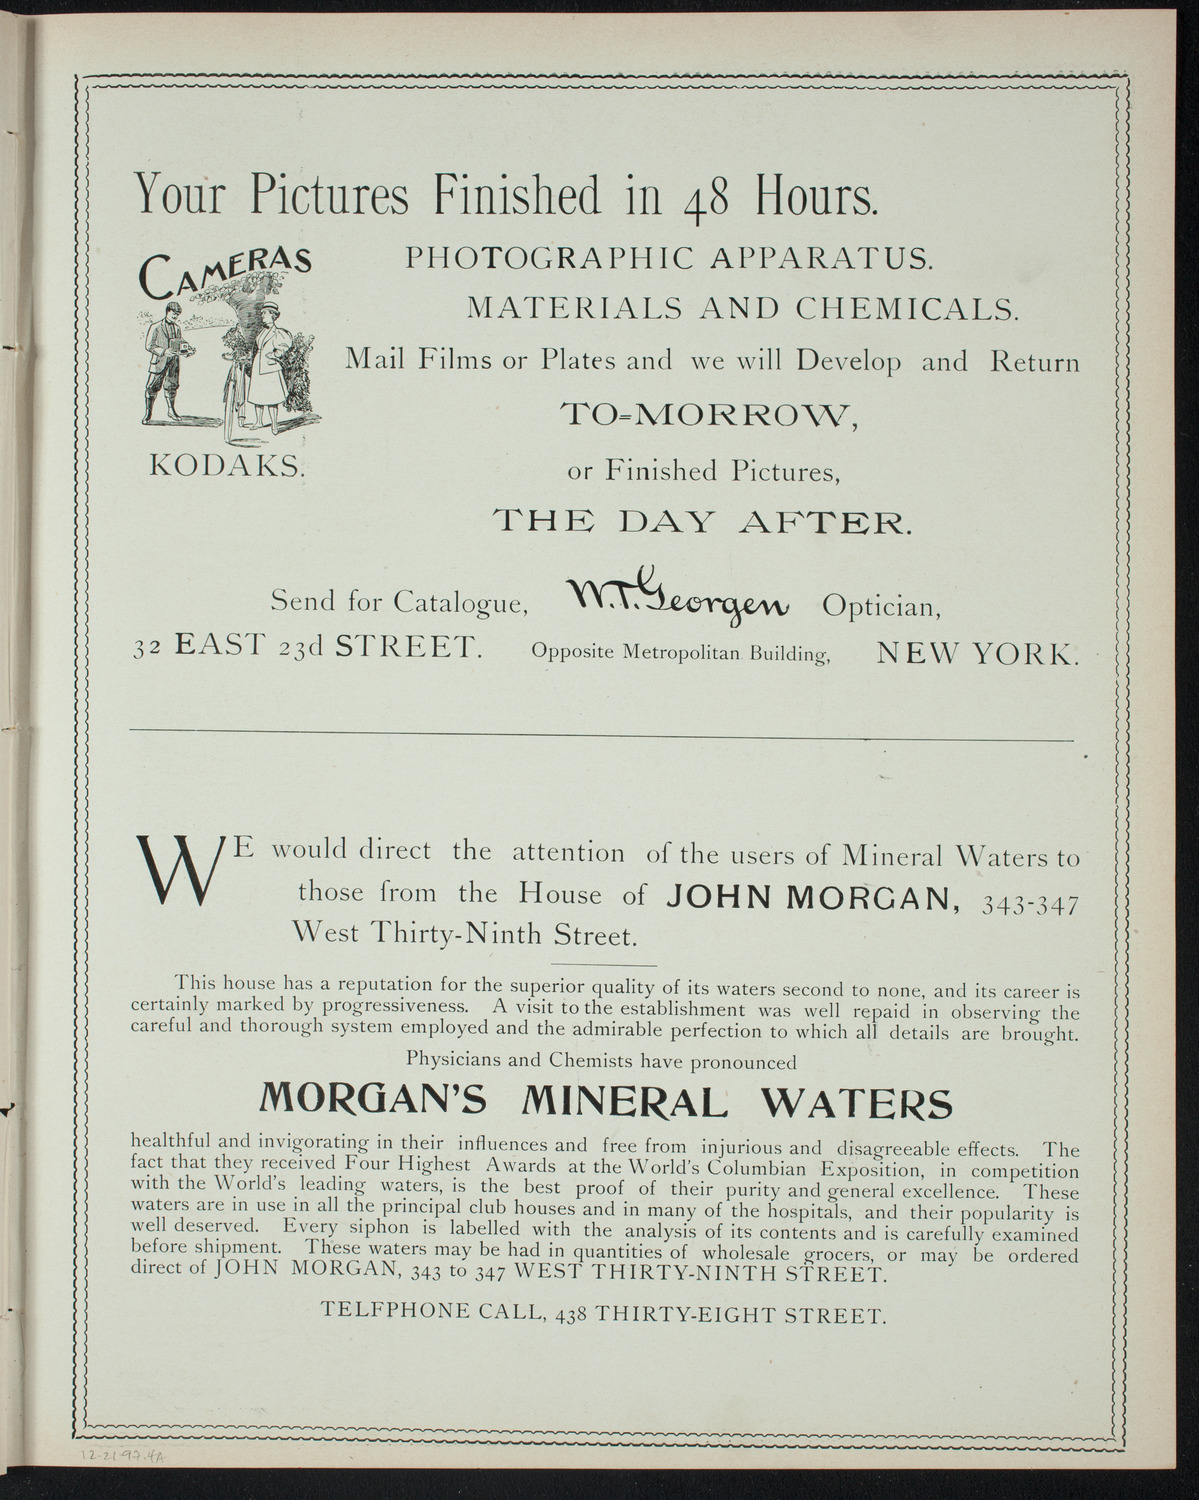 Your Pictures Finished in 48 Hours.
CAMERAS
KODAKS.
PHOTOGRAPHIC APPARATUS.
MATERIALS AND CHEMICALS.
Mail Films or Plates and we will Develop and Return
TO=MORROW,
or Finished Pictures,
THE DAY AFTER.
Send for Catalogue, W.T. Georgen Optician,
32 EAST 23d STREET. Opposite Metropolitan Building, NEW YORK.
WE would direct the attention of the users of Mineral Waters to
those from the House of JOHN MORGAN, 343-347
West Thirty-Ninth Street.
This house has a reputation for the superior quality of its waters second to none, and its career is
certainly marked by progressiveness. A visit to the establishment was well repaid in observing the
careful and thorough system employed and the admirable perfection to which all details are brought.
Physicians and Chemists have pronounced
MORGAN'S MINERAL WATERS
healthful and invigorating in their influences and free from injurious and disagreeable effects. The
fact that they received Four Highest Awards at the World's Columbian Exposition, in competition
with the World's leading waters, is the best proof of their purity and general excellence. These
waters are in use in all the principal club houses and in many of the hospitals, and their popularity is
well deserved. Every siphon is labelled with the analysis of its contents and is carefully examined
before shipment. These waters may be had in quantities of wholesale grocers, or may be ordered
direct of JOHN MORGAN, 343 to 347 WEST THIRTY-NINTH STREET.
TELFPHONE CALL, 438 THIRTY-EIGHT STREET.
12-21-97.4A